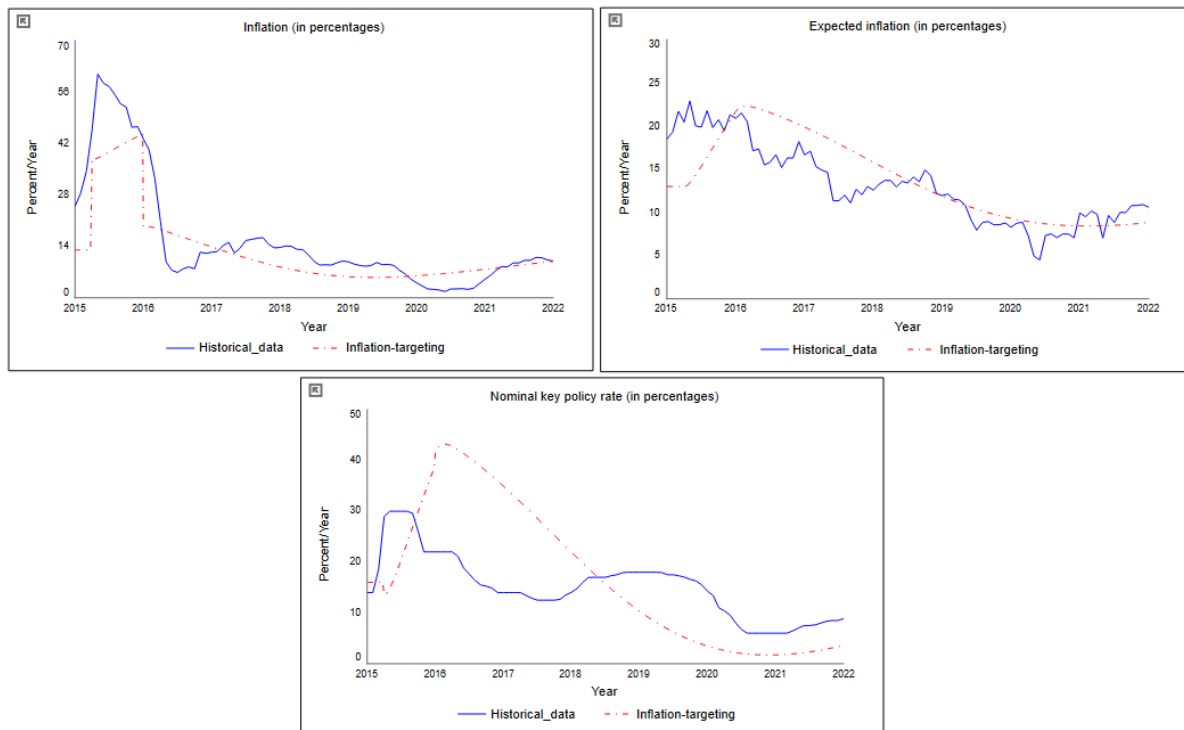 Inflation (in percentages)
70
56
42
28
14
0
Percent/Year
2015 2016 2017 2018 2019 2020 2021 2022
Year
Historical_data Inflation-targeting
Expected inflation (in percentages)
30
25
20
15
10
5
0
Percent/Year
2015 2016 2017 2018 2019 2020 2021 2022
Year
Historical_data Inflation-targeting
Nominal key policy rate (in percentages)
50
40
30
20
10
0
Percent/Year
2015 2016 2017 2018 2019 2020 2021 2022
Year
Historical_data Inflation-targeting